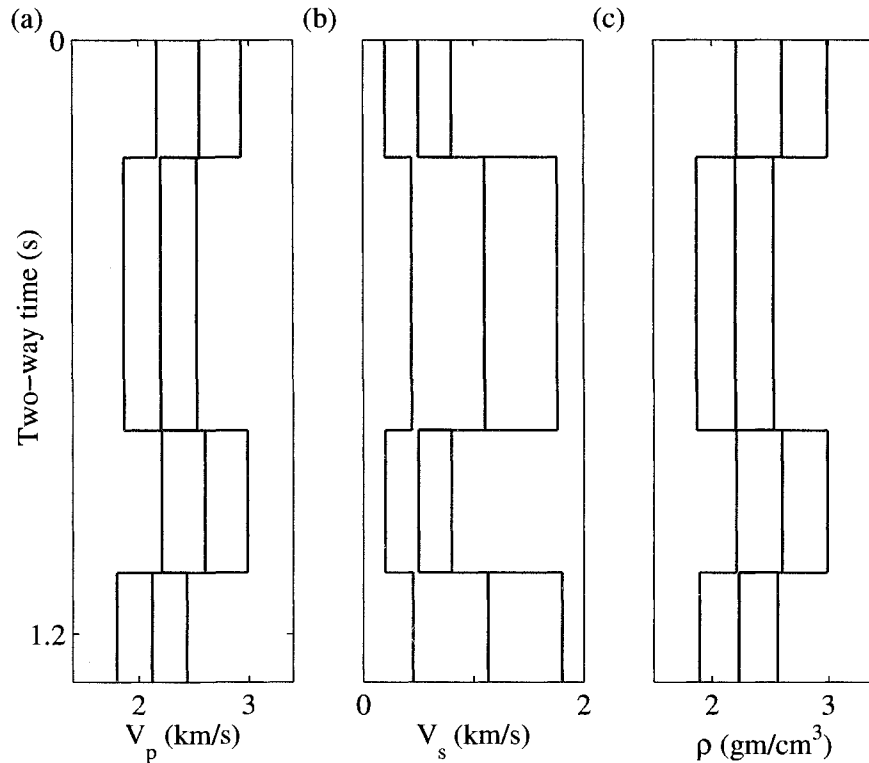 (a)
(b)
(c)
0
Two-way time (s)
1.2
2
3
0
2
2
3
V_p (km/s)
V_s (km/s)
ρ (gm/cm³)